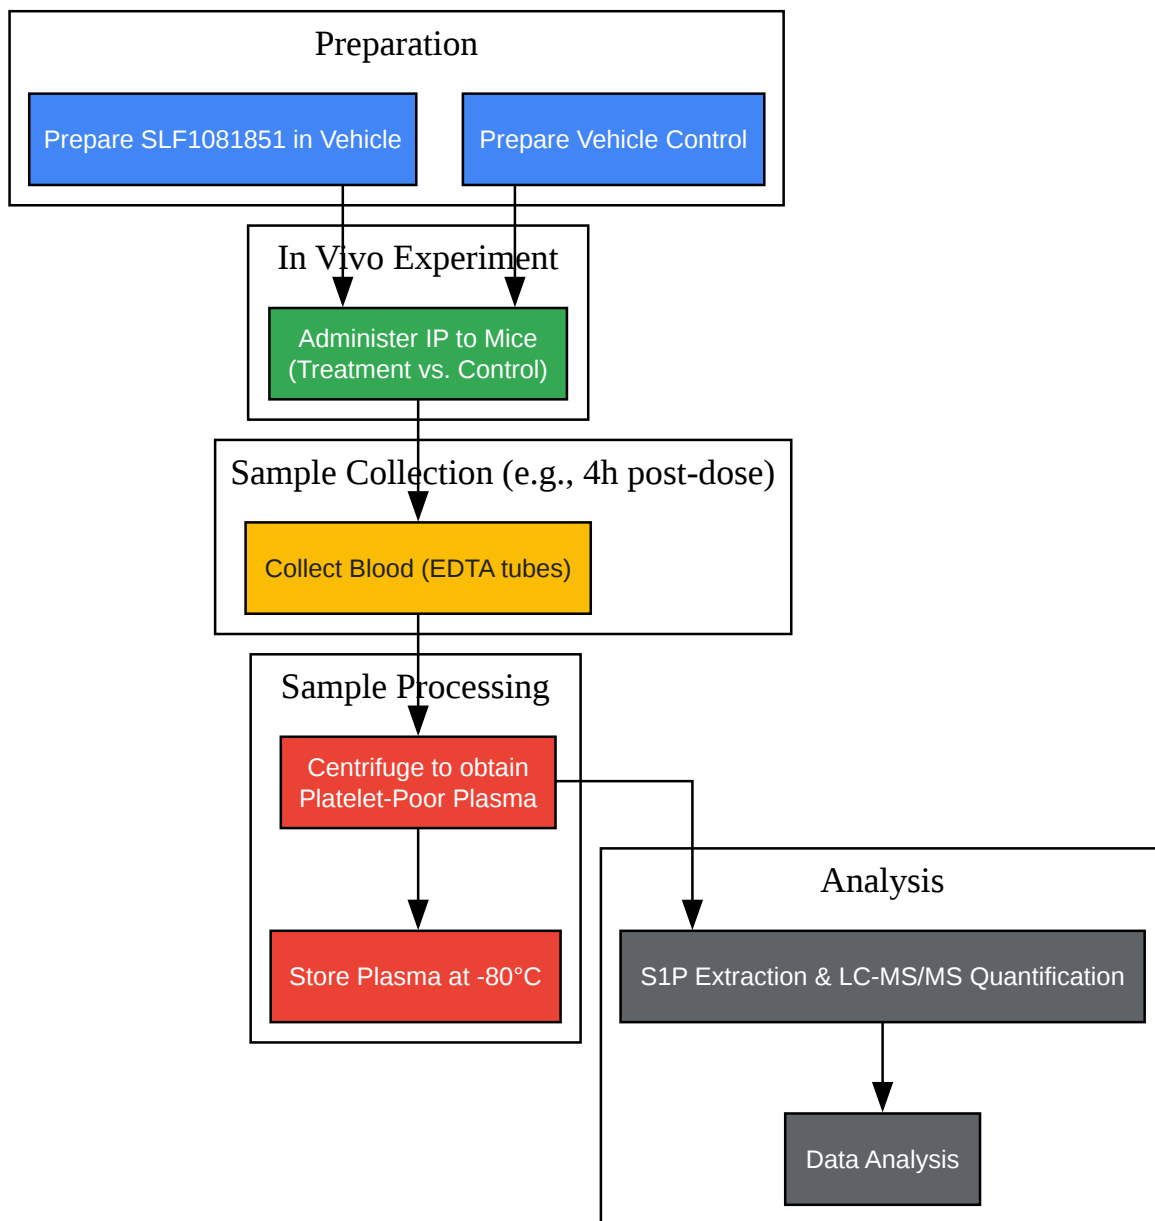 Preparation
Prepare SLF1081851 in Vehicle
Prepare Vehicle Control
In Vivo Experiment
Administer IP to Mice
(Treatment vs. Control)
Sample Collection (e.g., 4h post-dose)
Collect Blood (EDTA tubes)
Sample Processing
Centrifuge to obtain
Platelet-Poor Plasma
Store Plasma at -80°C
Analysis
S1P Extraction & LC-MS/MS Quantification
Data Analysis